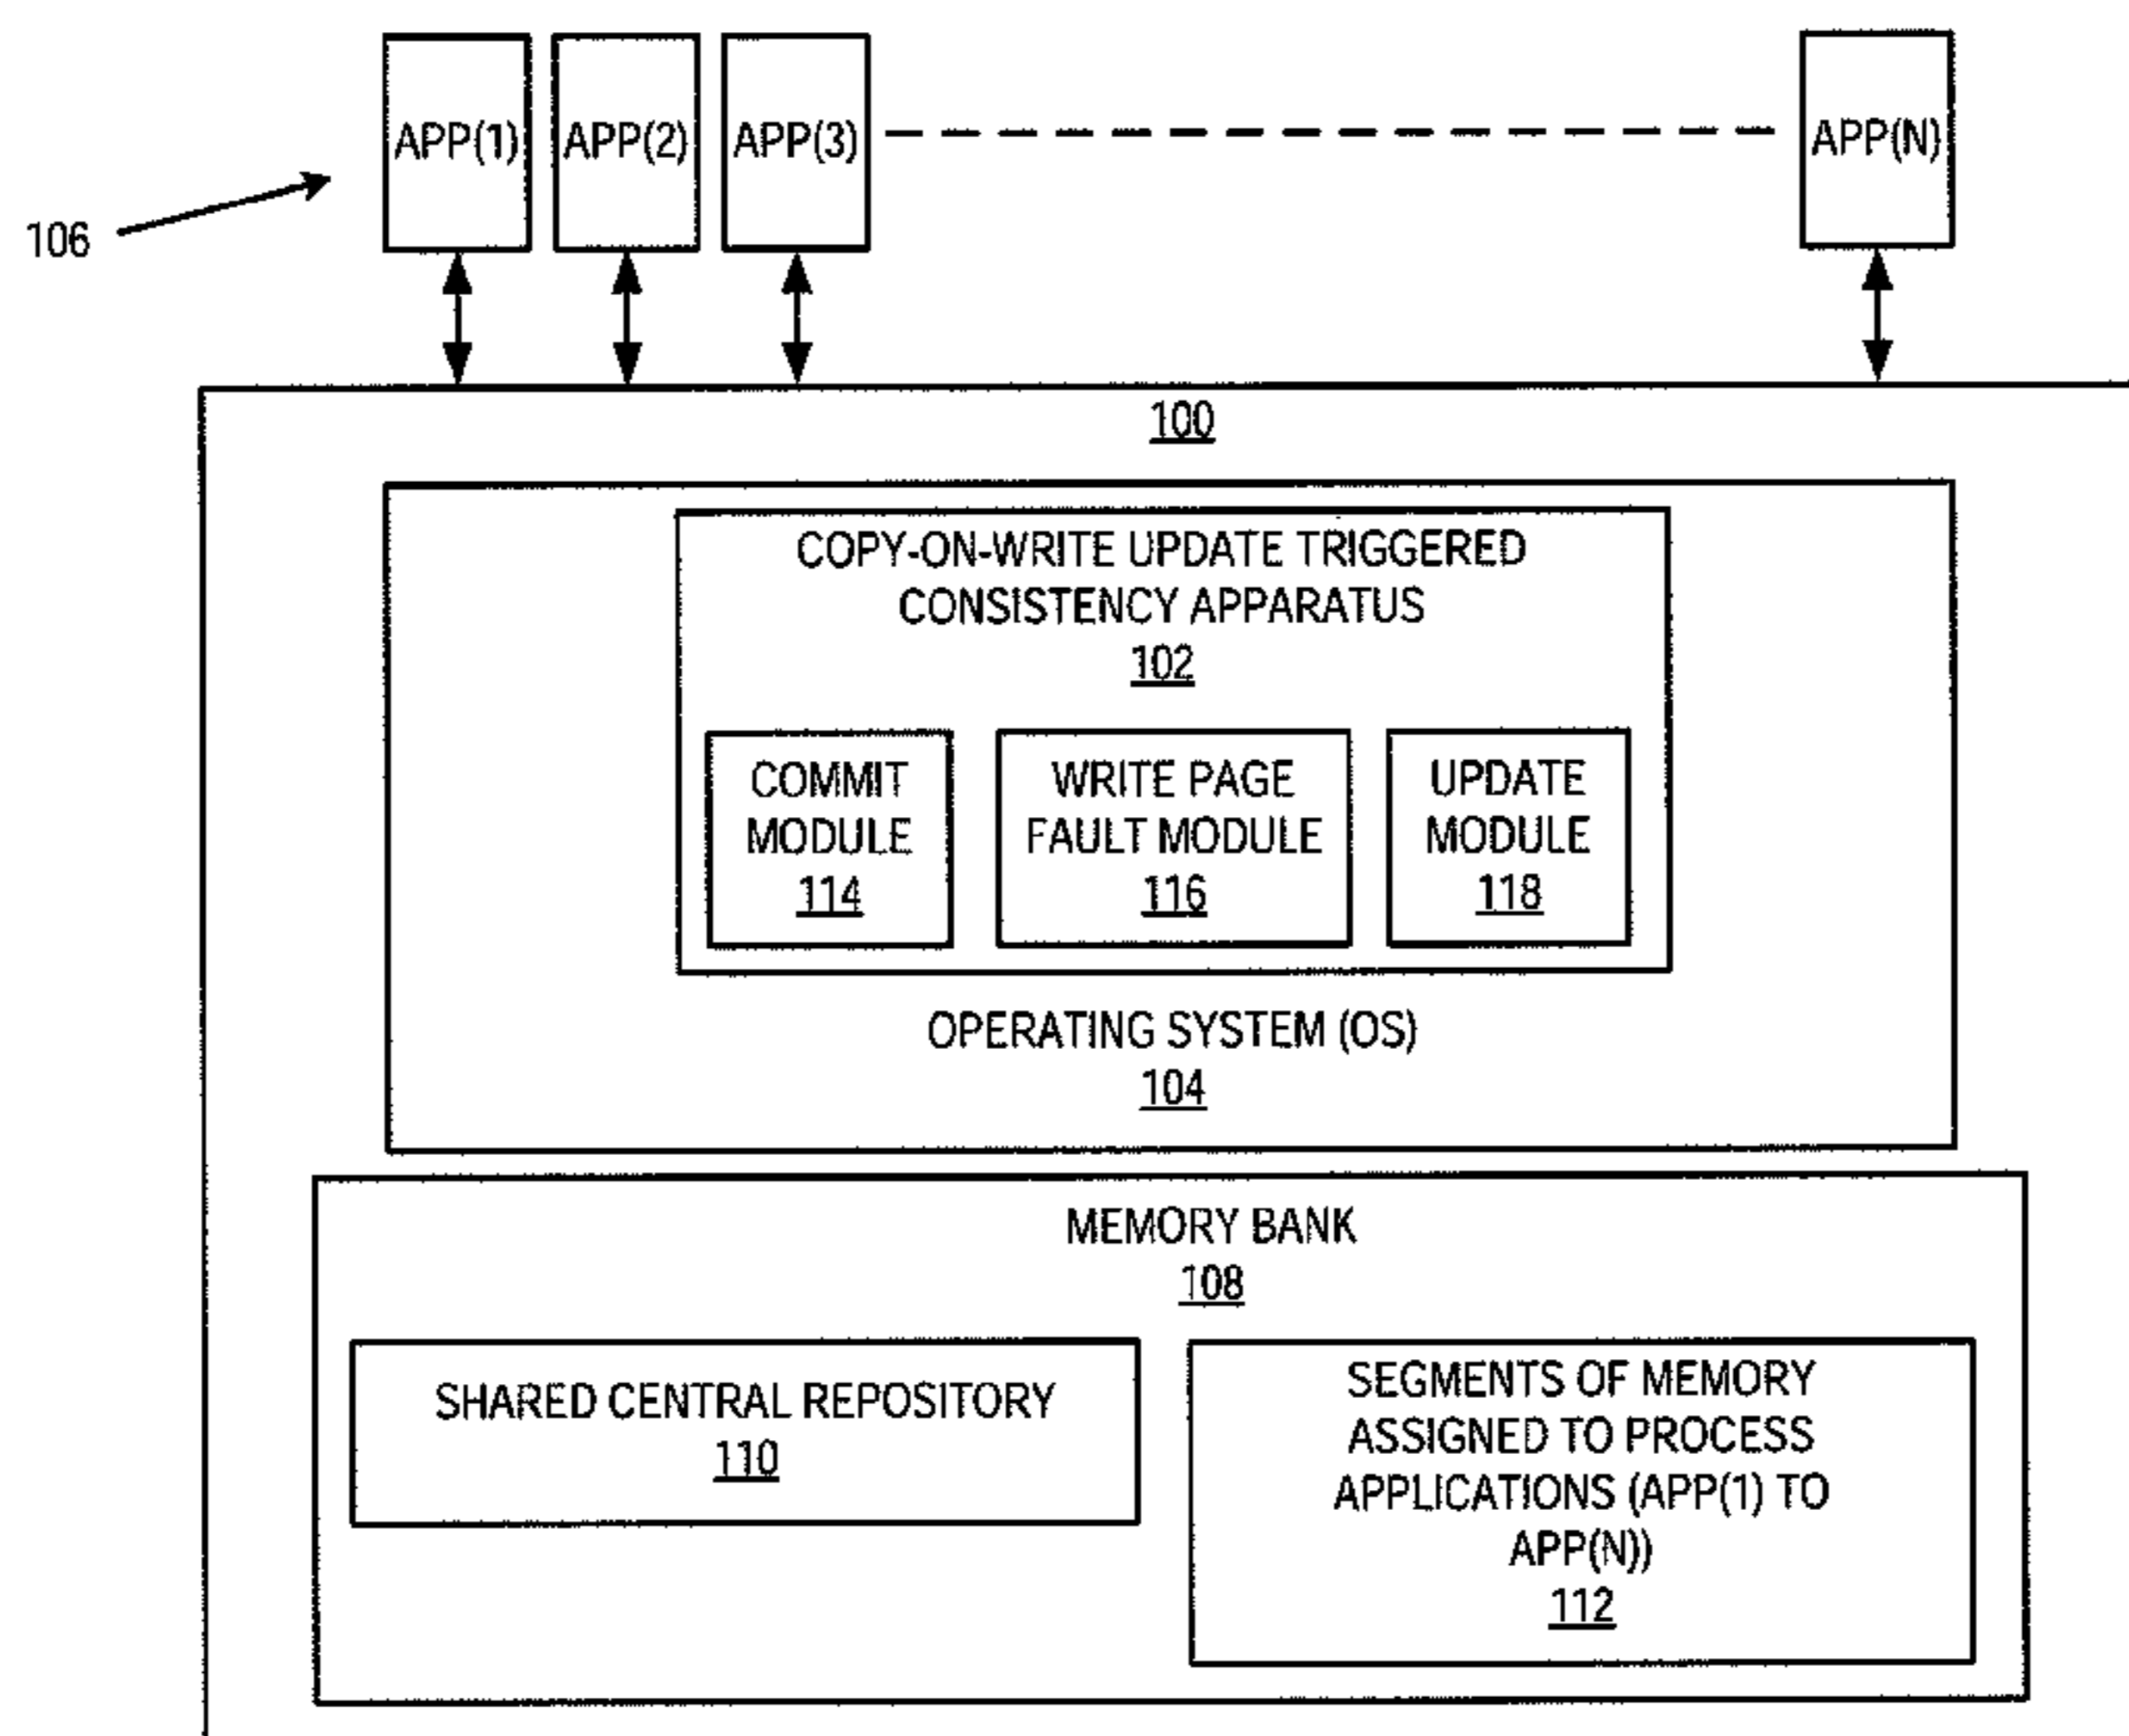 APP(1) APP(2) APP(3) APP(N)
106
100
COPY-ON-WRITE UPDATE TRIGGERED
CONSISTENCY APPARATUS
102
COMMIT
MODULE
114
WRITE PAGE
FAULT MODULE
116
UPDATE
MODULE
118
OPERATING SYSTEM (OS)
104
MEMORY BANK
108
SHARED CENTRAL REPOSITORY
110
SEGMENTS OF MEMORY
ASSIGNED TO PROCESS
APPLICATIONS (APP(1) TO
APP(N))
112